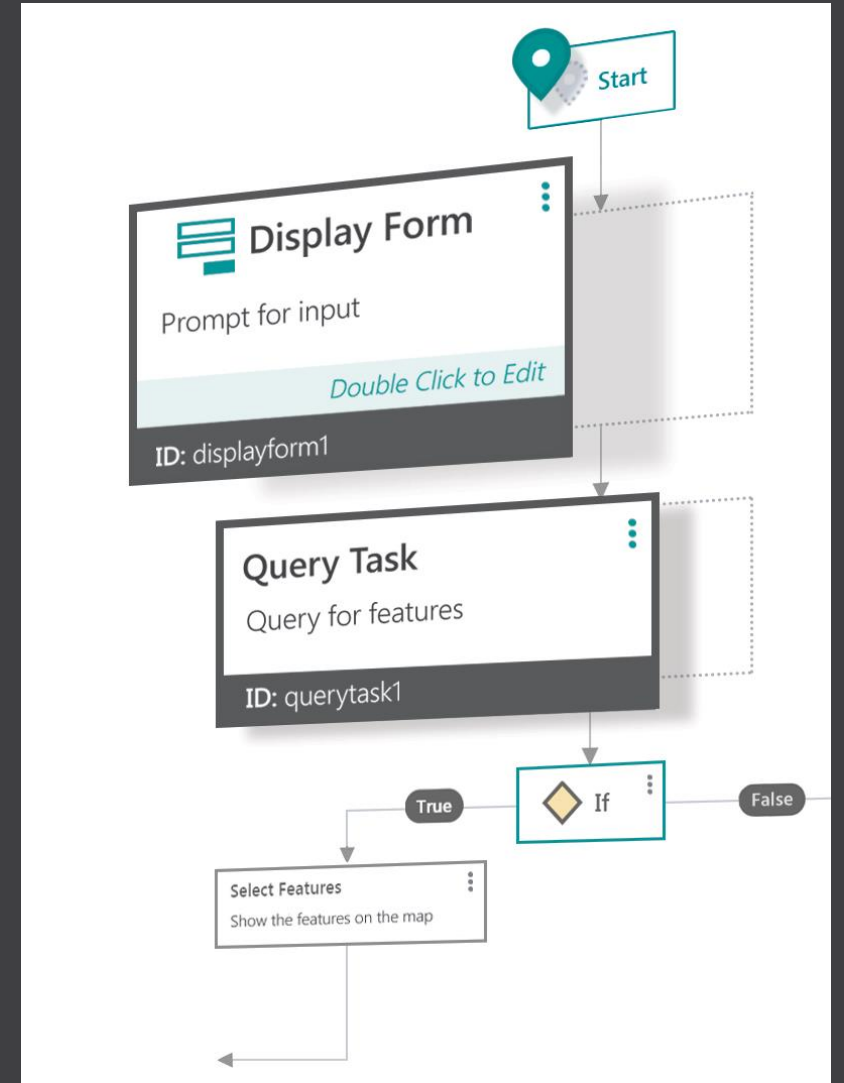 Start
Display Form
Prompt for input
Double Click to Edit
ID: displayform1
Query Task
Query for features
ID: querytask1
If
True
False
Select Features
Show the features on the map